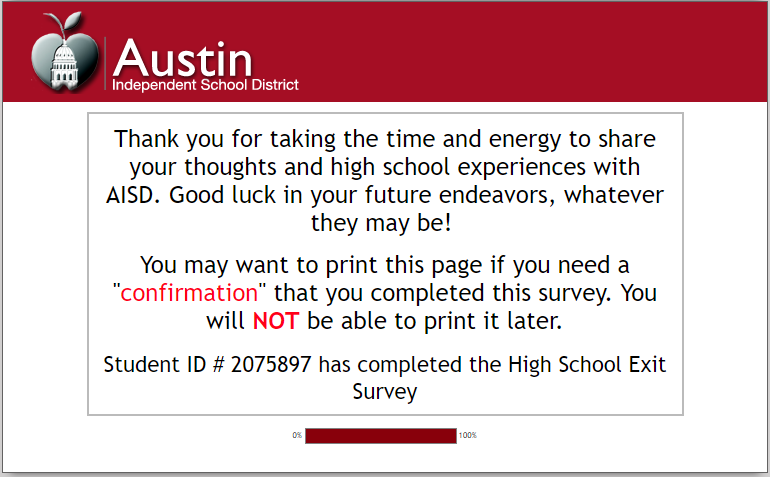 Austin
Independent School District
Thank you for taking the time and energy to share
your thoughts and high school experiences with
AISD. Good luck in your future endeavors, whatever
they may be!
You may want to print this page if you need a
"confirmation" that you completed this survey. You
will NOT be able to print it later.
Student ID # 2075897 has completed the High School Exit
Survey
0% 100%